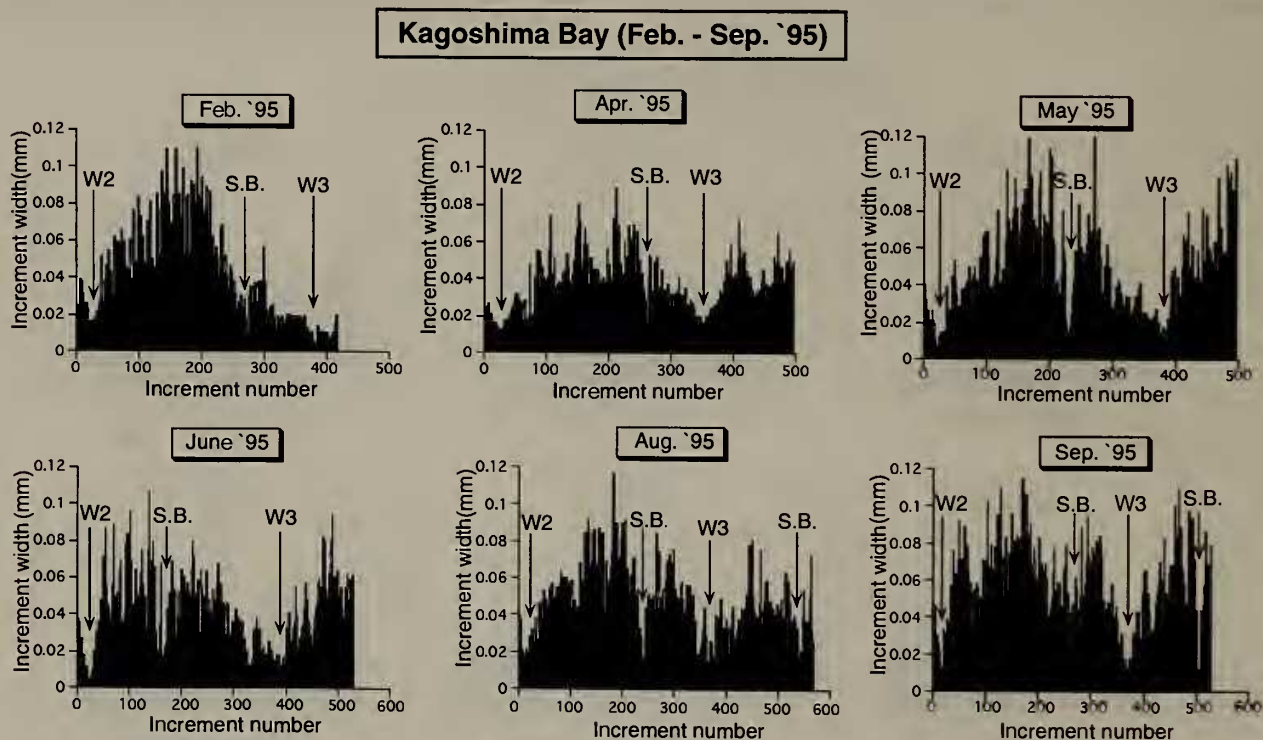 Kagoshima Bay (Feb. - Sep. `95)
Feb. `95
Increment width(mm)
0.12
0.1
0.08
0.06
0.04
0.02
0
W2
S.B.
W3
0 100 200 300 400 500
Increment number
Apr. `95
Increment width(mm)
0.12
0.1
0.08
0.06
0.04
0.02
0
W2
S.B.
W3
0 100 200 300 400 500
Increment number
May `95
Increment width (mm)
0.12
0.1
0.08
0.06
0.04
0.02
0
W2
S.B.
W3
0 100 200 300 400 500
Increment number
June `95
Increment width(mm)
0.12
0.1
0.08
0.06
0.04
0.02
0
W2
S.B.
W3
0 100 200 300 400 500 600
Increment number
Aug. `95
Increment width(mm)
0.12
0.1
0.08
0.06
0.04
0.02
0
W2
S.B.
W3
S.B.
0 100 200 300 400 500 600
Increment number
Sep. `95
Increment width(mm)
0.12
0.1
0.08
0.06
0.04
0.02
0
W2
S.B.
W3
S.B.
0 100 200 300 400 500 600
Increment number